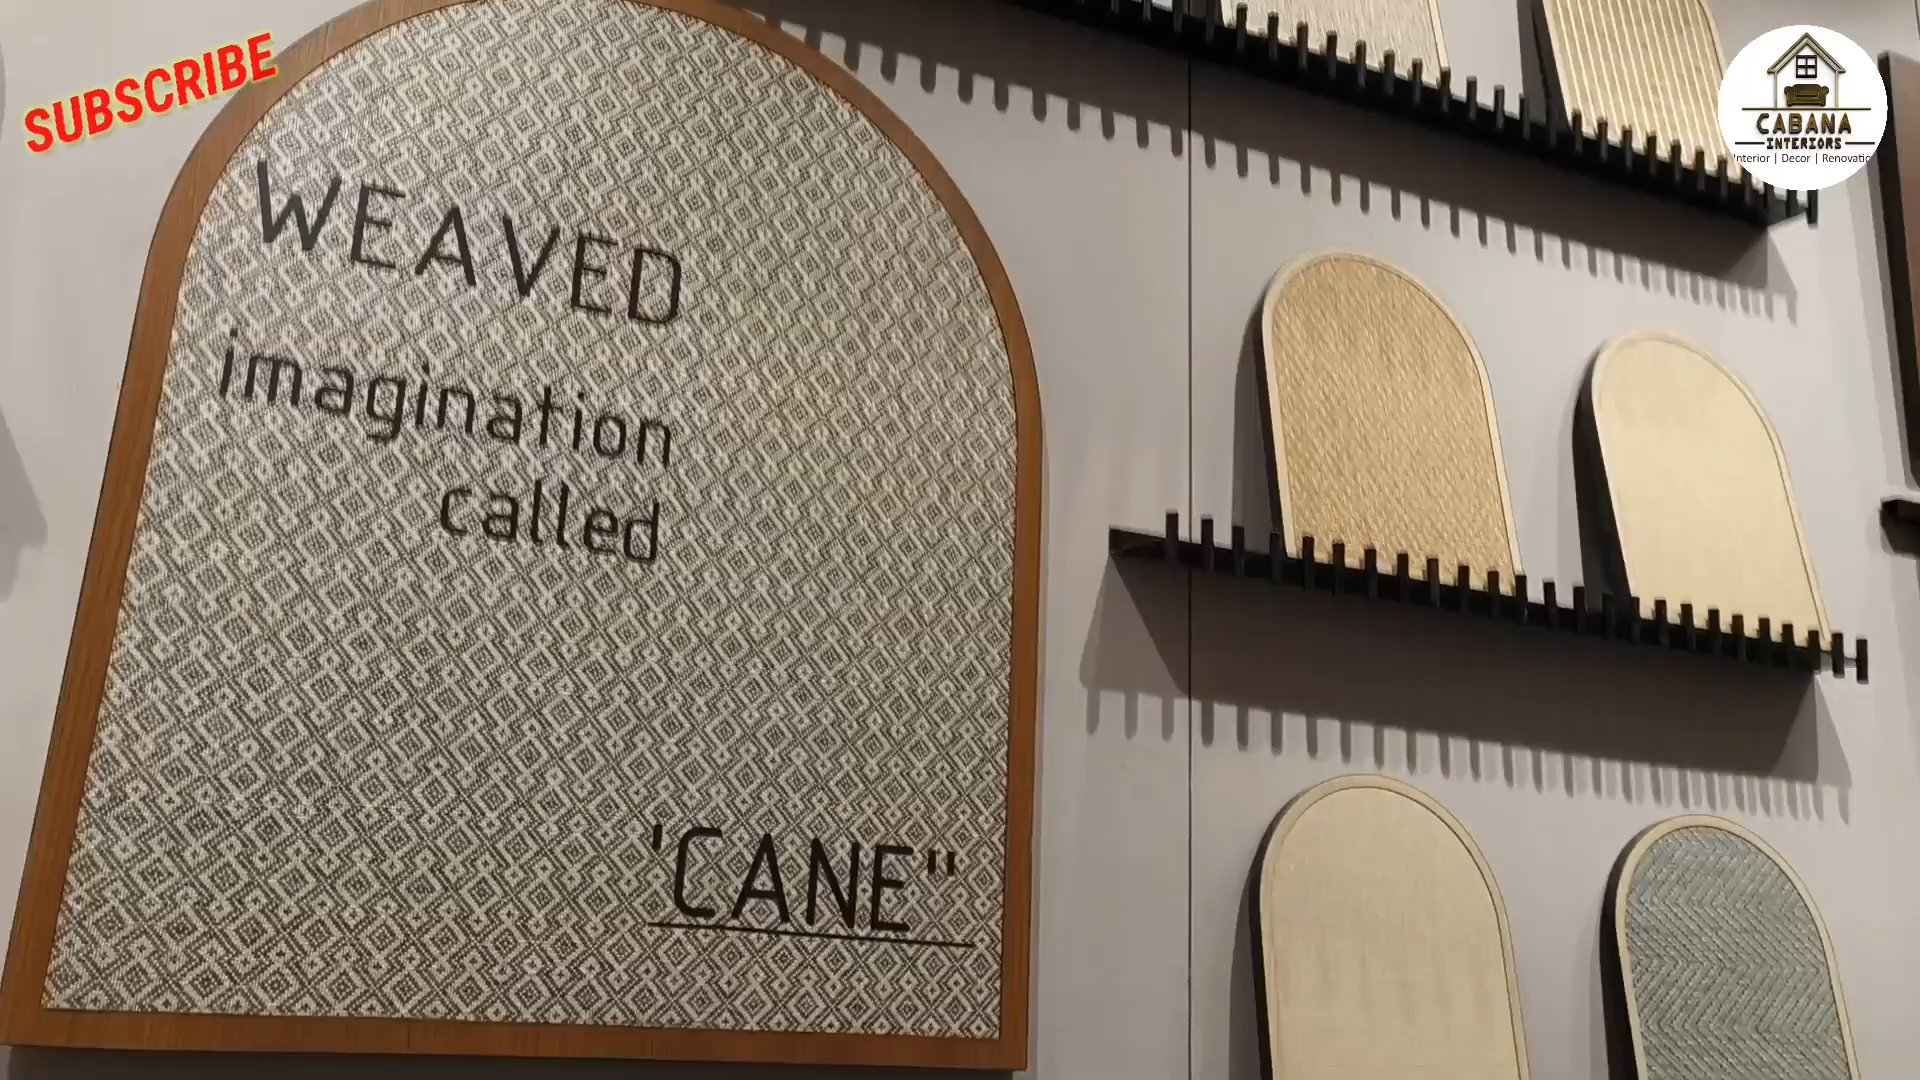 SUBSCRIBE
WEAVED
imagination
called
'CANE"
CABANA
INTERIORS
Interior | Decor | Renovatio